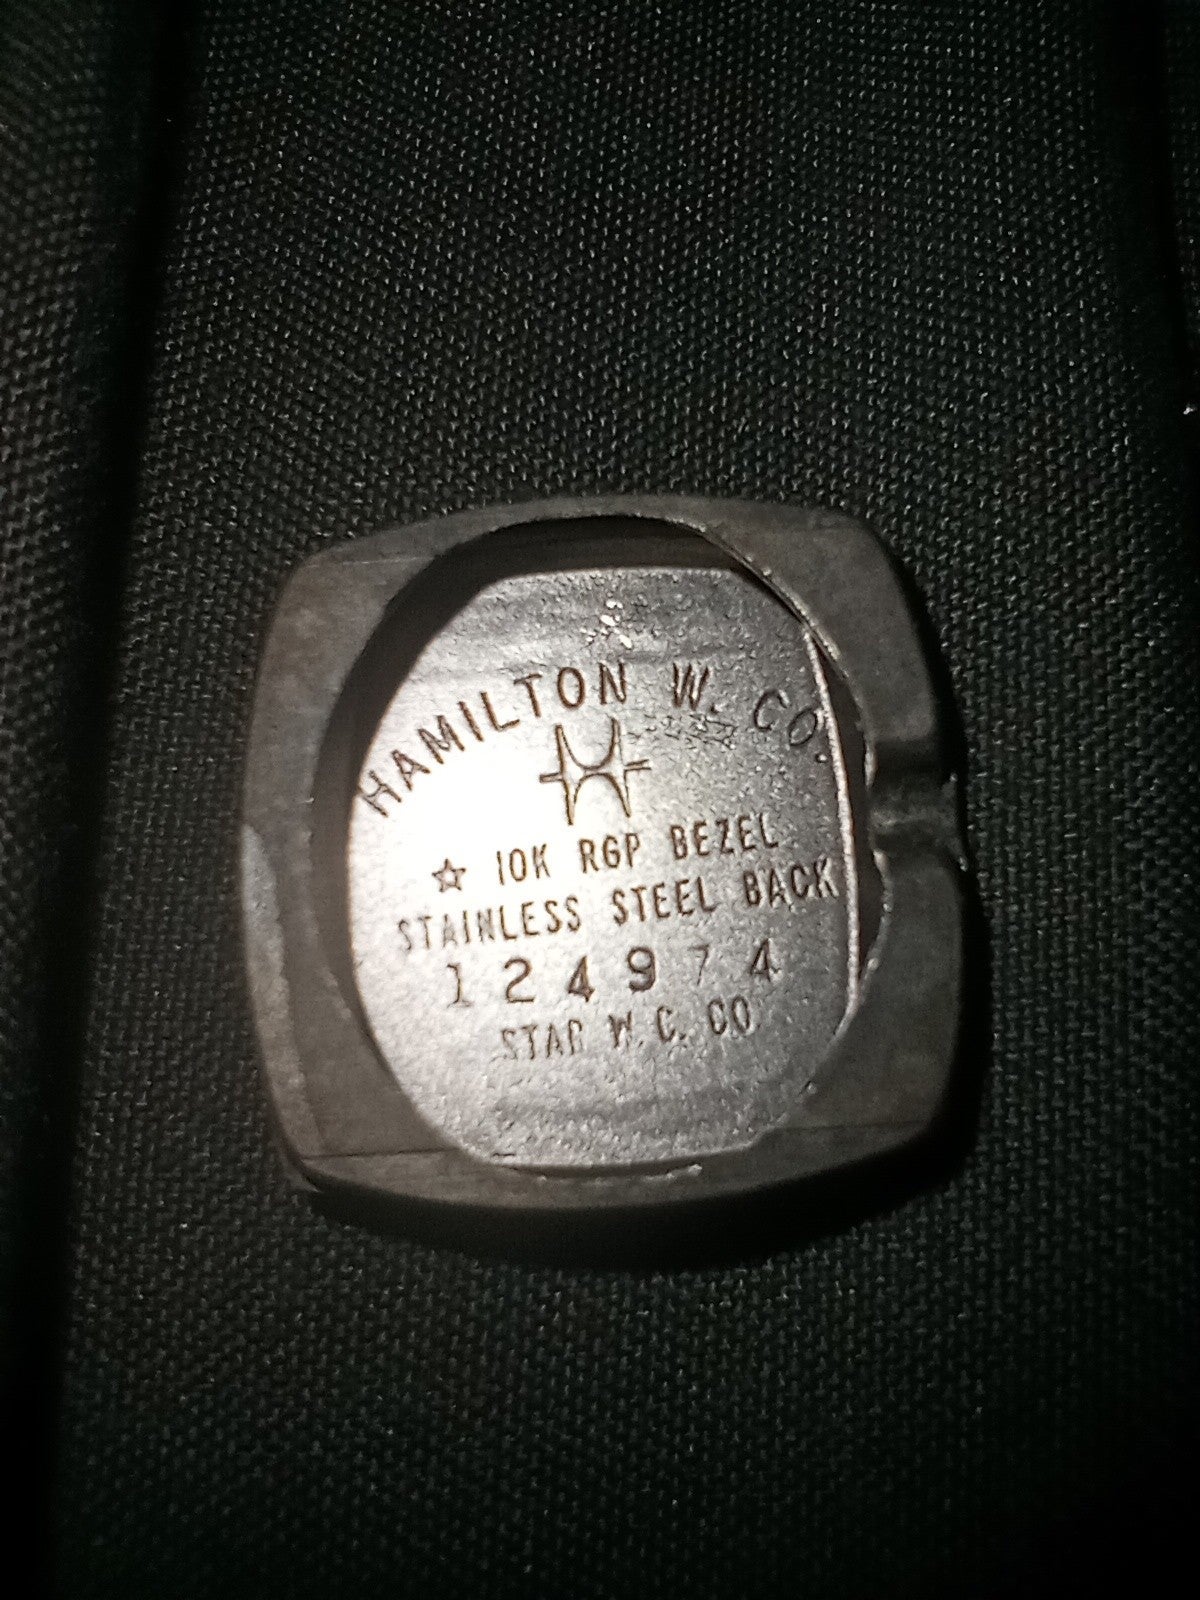 HAMILTON W. CO.
H
☆ 10K RGP BEZEL
STAINLESS STEEL BACK
124974
STAR W. C. CO